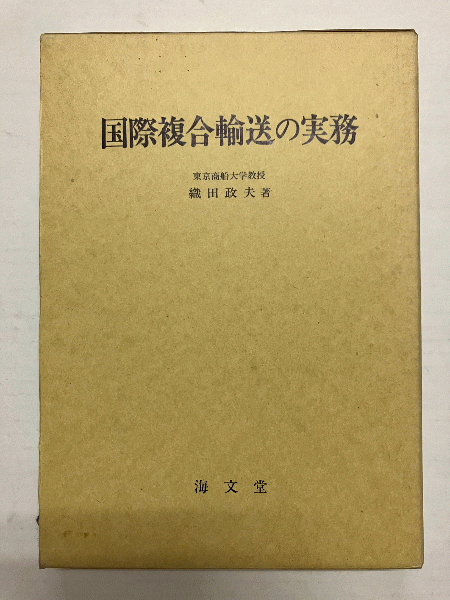 国際複合輸送の実務
東京商船大学教授
織田政夫著
海文堂